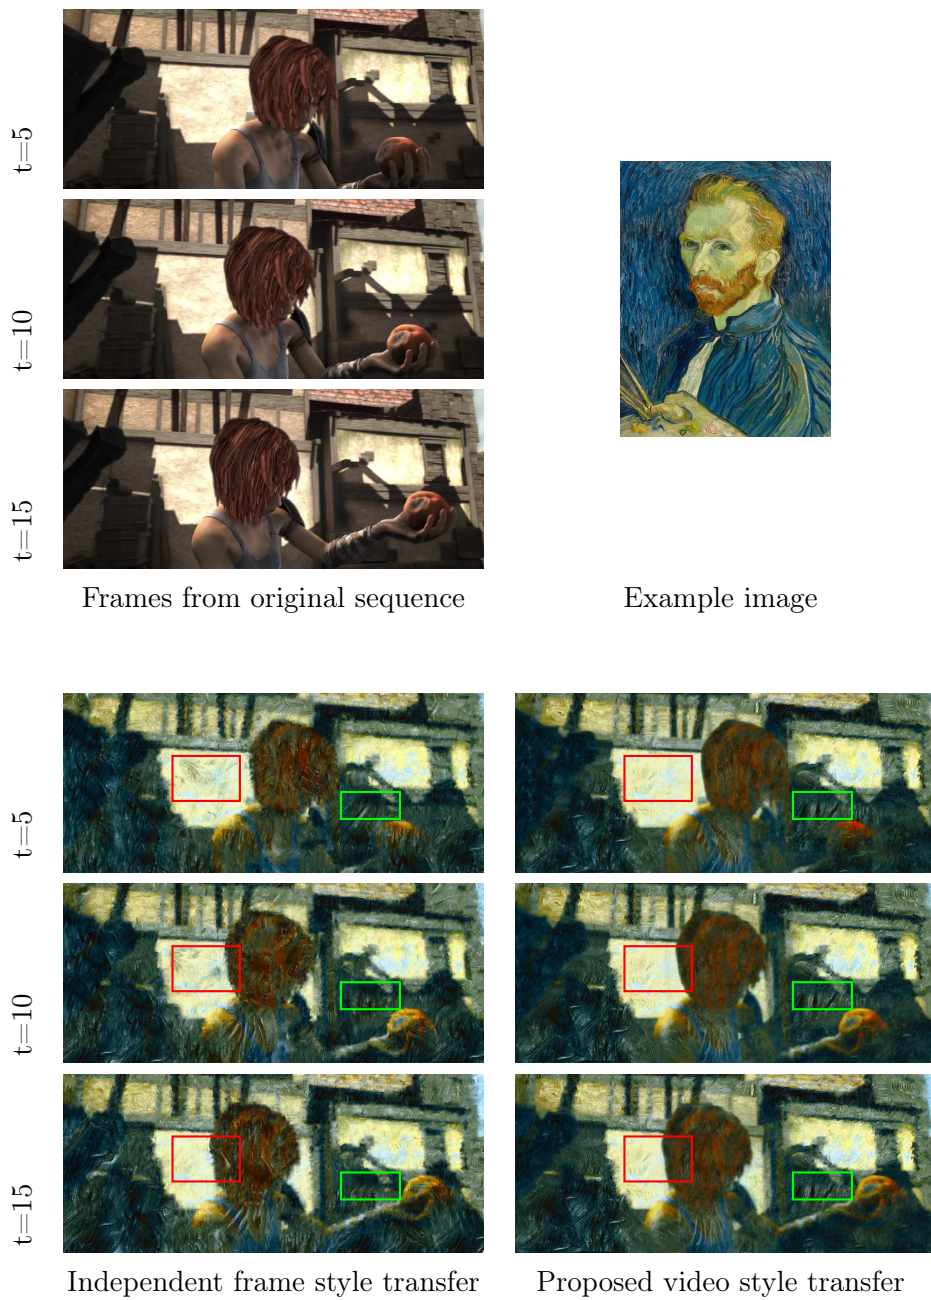 t=5
t=10
t=15
Frames from original sequence
Example image
t=5
t=10
t=15
Independent frame style transfer
Proposed video style transfer